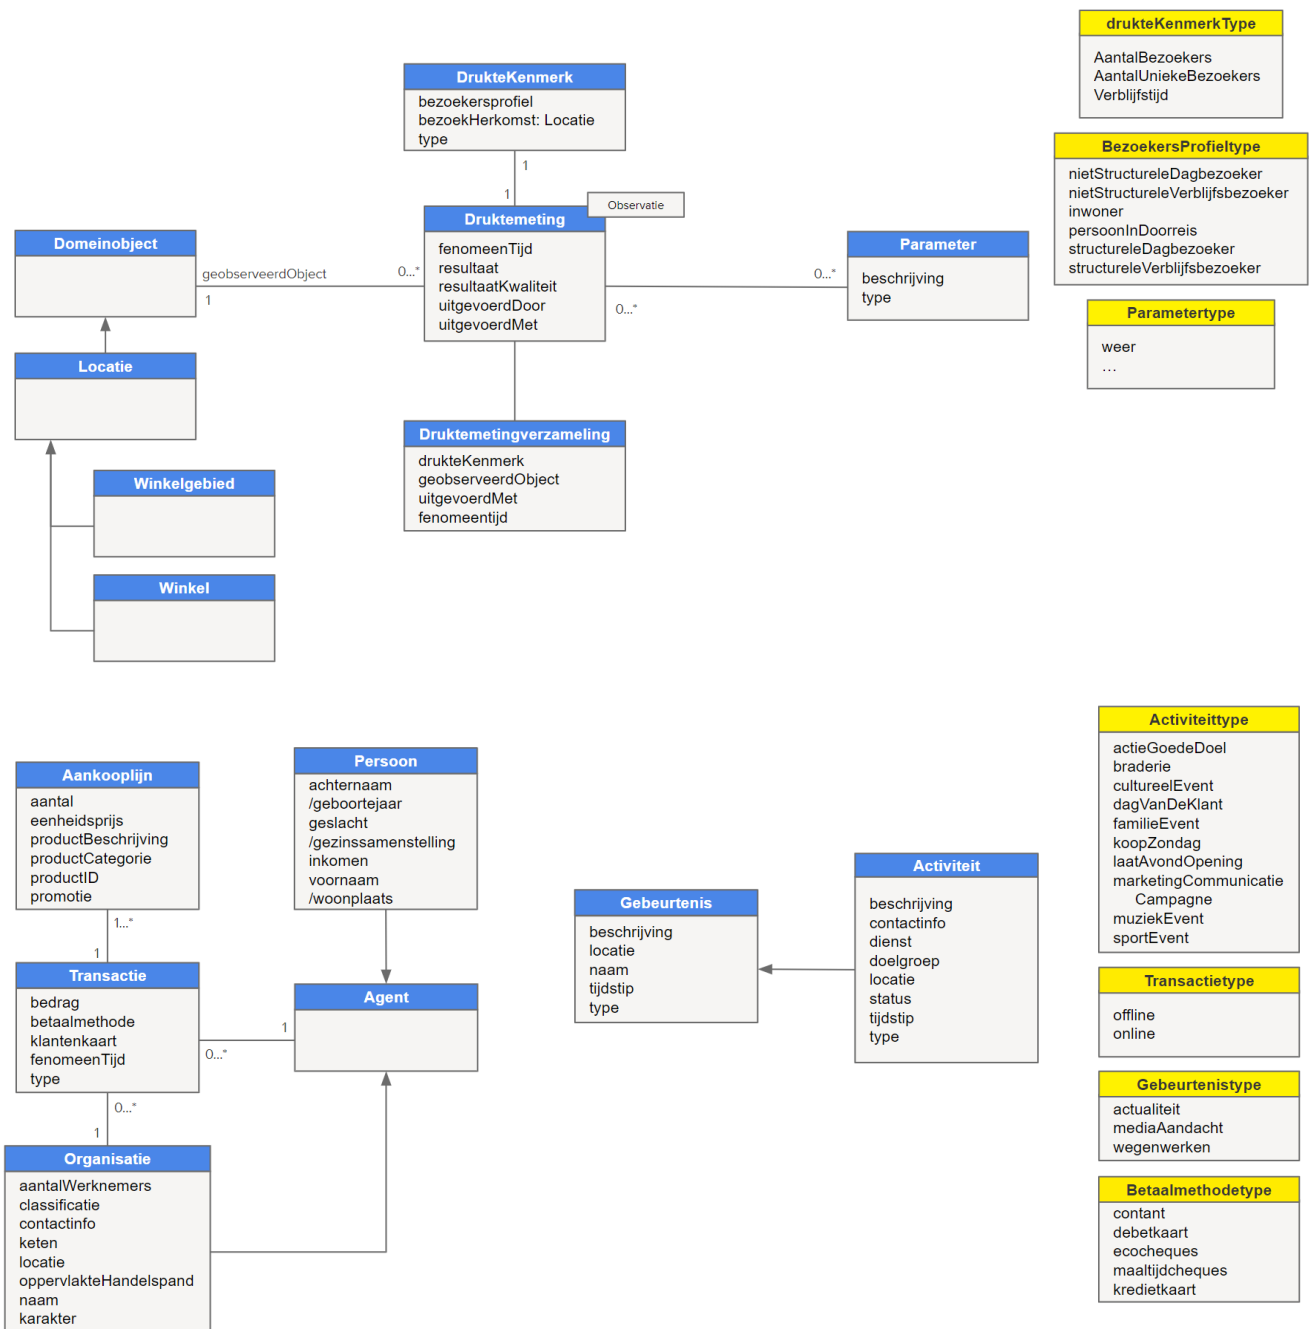 drukteKenmerkType
AantalBezoekers
AantalUniekeBezoekers
Verblijfstijd
DrukteKenmerk
bezoekersprofiel
bezoekHerkomst: Locatie
type
1
1
BezoekersProfieltype
nietStructureleDagbezoeker
nietStructureleVerblijfsbezoeker
inwoner
persoonInDoorreis
structureleDagbezoeker
structureleVerblijfsbezoeker
Observatie
Druktemeting
fenomeenTijd
resultaat
resultaatKwaliteit
uitgevoerdDoor
uitgevoerdMet
Domeinobject
geobserveerdObject
1
0...*
0...*
0...*
Parameter
beschrijving
type
Parametertype
weer
...
Locatie
Druktemetingverzameling
drukteKenmerk
geobserveerdObject
uitgevoerdMet
fenomeentijd
Winkelgebied
Winkel
Aankooplijn
aantal
eenheidsprijs
productBeschrijving
productCategorie
productID
promotie
1...*
1
Persoon
achternaam
/geboortejaar
geslacht
/gezinssamenstelling
inkomen
voornaam
/woonplaats
Transactie
bedrag
betaalmethode
klantenkaart
fenomeenTijd
type
1
0...*
Agent
0...*
1
Organisatie
aantalWerknemers
classificatie
contactinfo
keten
locatie
oppervlakteHandelspand
naam
karakter
Gebeurtenis
beschrijving
locatie
naam
tijdstip
type
Activiteit
beschrijving
contactinfo
dienst
doelgroep
locatie
status
tijdstip
type
Activiteittype
actieGoedeDoel
braderie
cultureelEvent
dagVanDeKlant
familieEvent
koopZondag
laatAvondOpening
marketingCommunicatie
Campagne
muziekEvent
sportEvent
Transactietype
offline
online
Gebeurtenistype
actualiteit
mediaAandacht
wegenwerken
Betaalmethodetype
contant
debetkaart
ecocheques
maaltijdcheques
kredietkaart